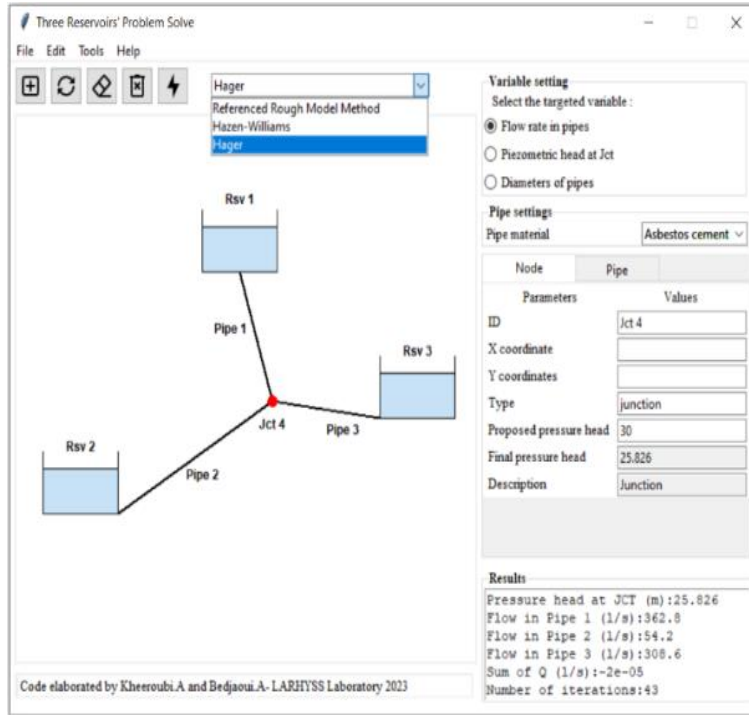 Three Reservoirs' Problem Solve
File Edit Tools Help
Hager
Referenced Rough Model Method
Hazen-Williams
Hager
Rsv 1
Pipe 1
Rsv 3
Jct 4
Pipe 3
Rsv 2
Pipe 2
Code elaborated by Kheeroubi.A and Bedjaoui.A- LARHYSS Laboratory 2023
Variable setting
Select the targeted variable :
Flow rate in pipes
Piezometric head at Jct
Diameters of pipes
Pipe settings
Pipe material Asbestos cement
Node Pipe
Parameters Values
ID Jct 4
X coordinate
Y coordinates
Type junction
Proposed pressure head 30
Final pressure head 25.826
Description Junction
Results
Pressure head at JCT (m):25.826
Flow in Pipe 1 (l/s):362.8
Flow in Pipe 2 (l/s):54.2
Flow in Pipe 3 (l/s):308.6
Sum of Q (l/s):-2e-05
Number of iterations:43